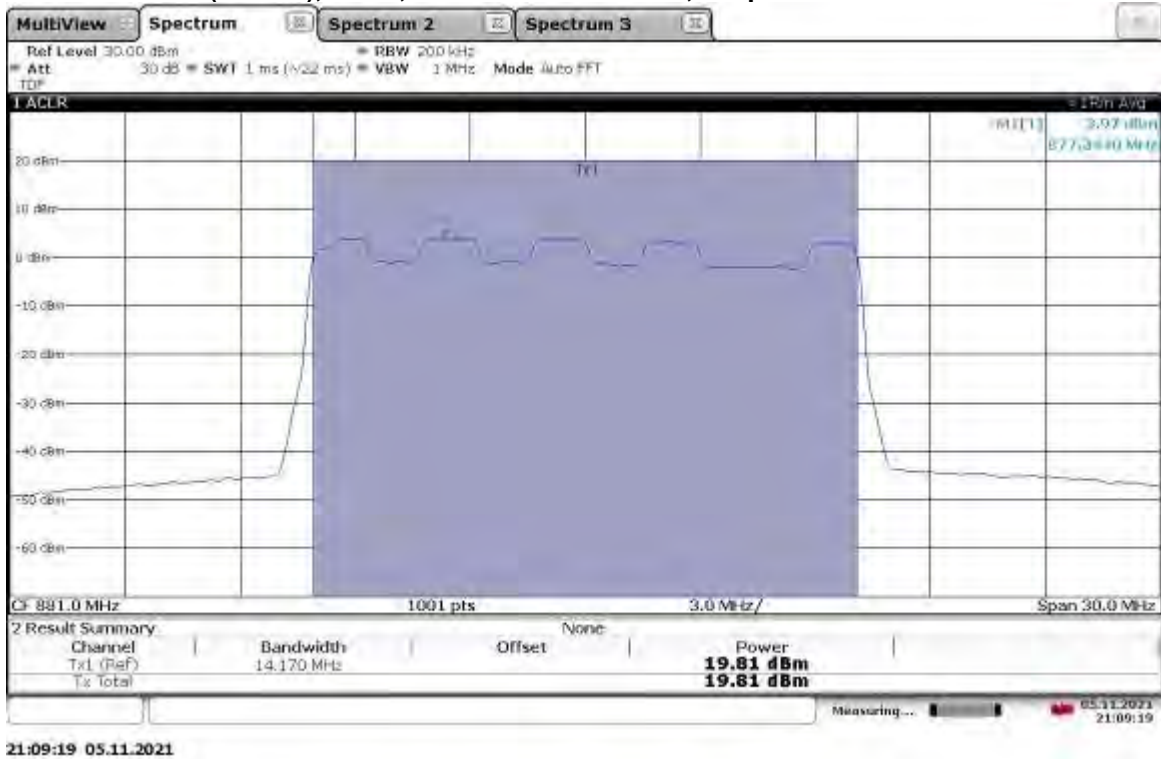 MultiView Spectrum Spectrum 2 Spectrum 3
Ref Level 30.00 dBm RBW 200 kHz
Att 30 dB SWT 1 ms (~22 ms) VBW 1 MHz Mode Auto FFT
TDF
1 ACLR 1Rm Avg
M1[1] 3.97 dBm
MHz
Tx1
20 dBm
10 dBm
0 dBm
-10 dBm
-20 dBm
-30 dBm
-40 dBm
-50 dBm
-60 dBm
CF 881.0 MHz 1001 pts 3.0 MHz/ Span 30.0 MHz
2 Result Summary None
Channel Bandwidth Offset Power
Tx1 (Ref) 14.170 MHz 19.81 dBm
Tx Total 19.81 dBm
Measuring... 05.11.2021
21:09:19
21:09:19 05.11.2021